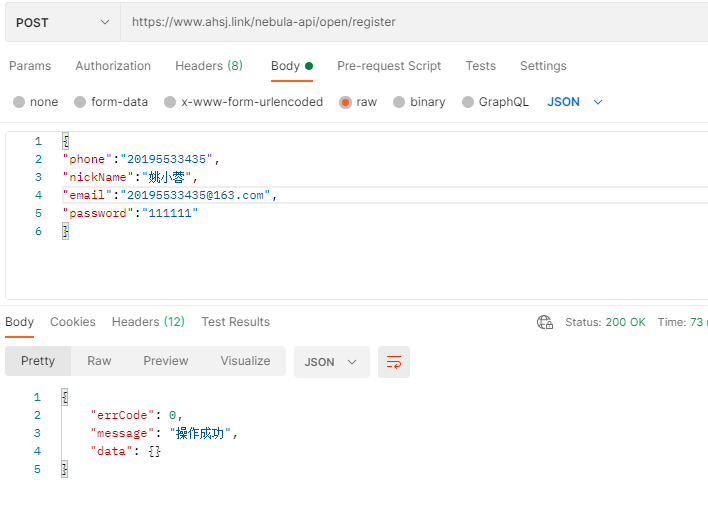 POST https://www.ahsj.link/nebula-api/open/register
Params Authorization Headers (8) Body Pre-request Script Tests Settings
none form-data x-www-form-urlencoded raw binary GraphQL JSON
1 {
2 "phone":"20195533435",
3 "nickName":"姚小蓉",
4 "email":"20195533435@163.com",
5 "password":"111111"
6 }
Body Cookies Headers (12) Test Results Status: 200 OK Time: 73
Pretty Raw Preview Visualize JSON
1 {
2 "errCode": 0,
3 "message": "操作成功",
4 "data": {}
5 }